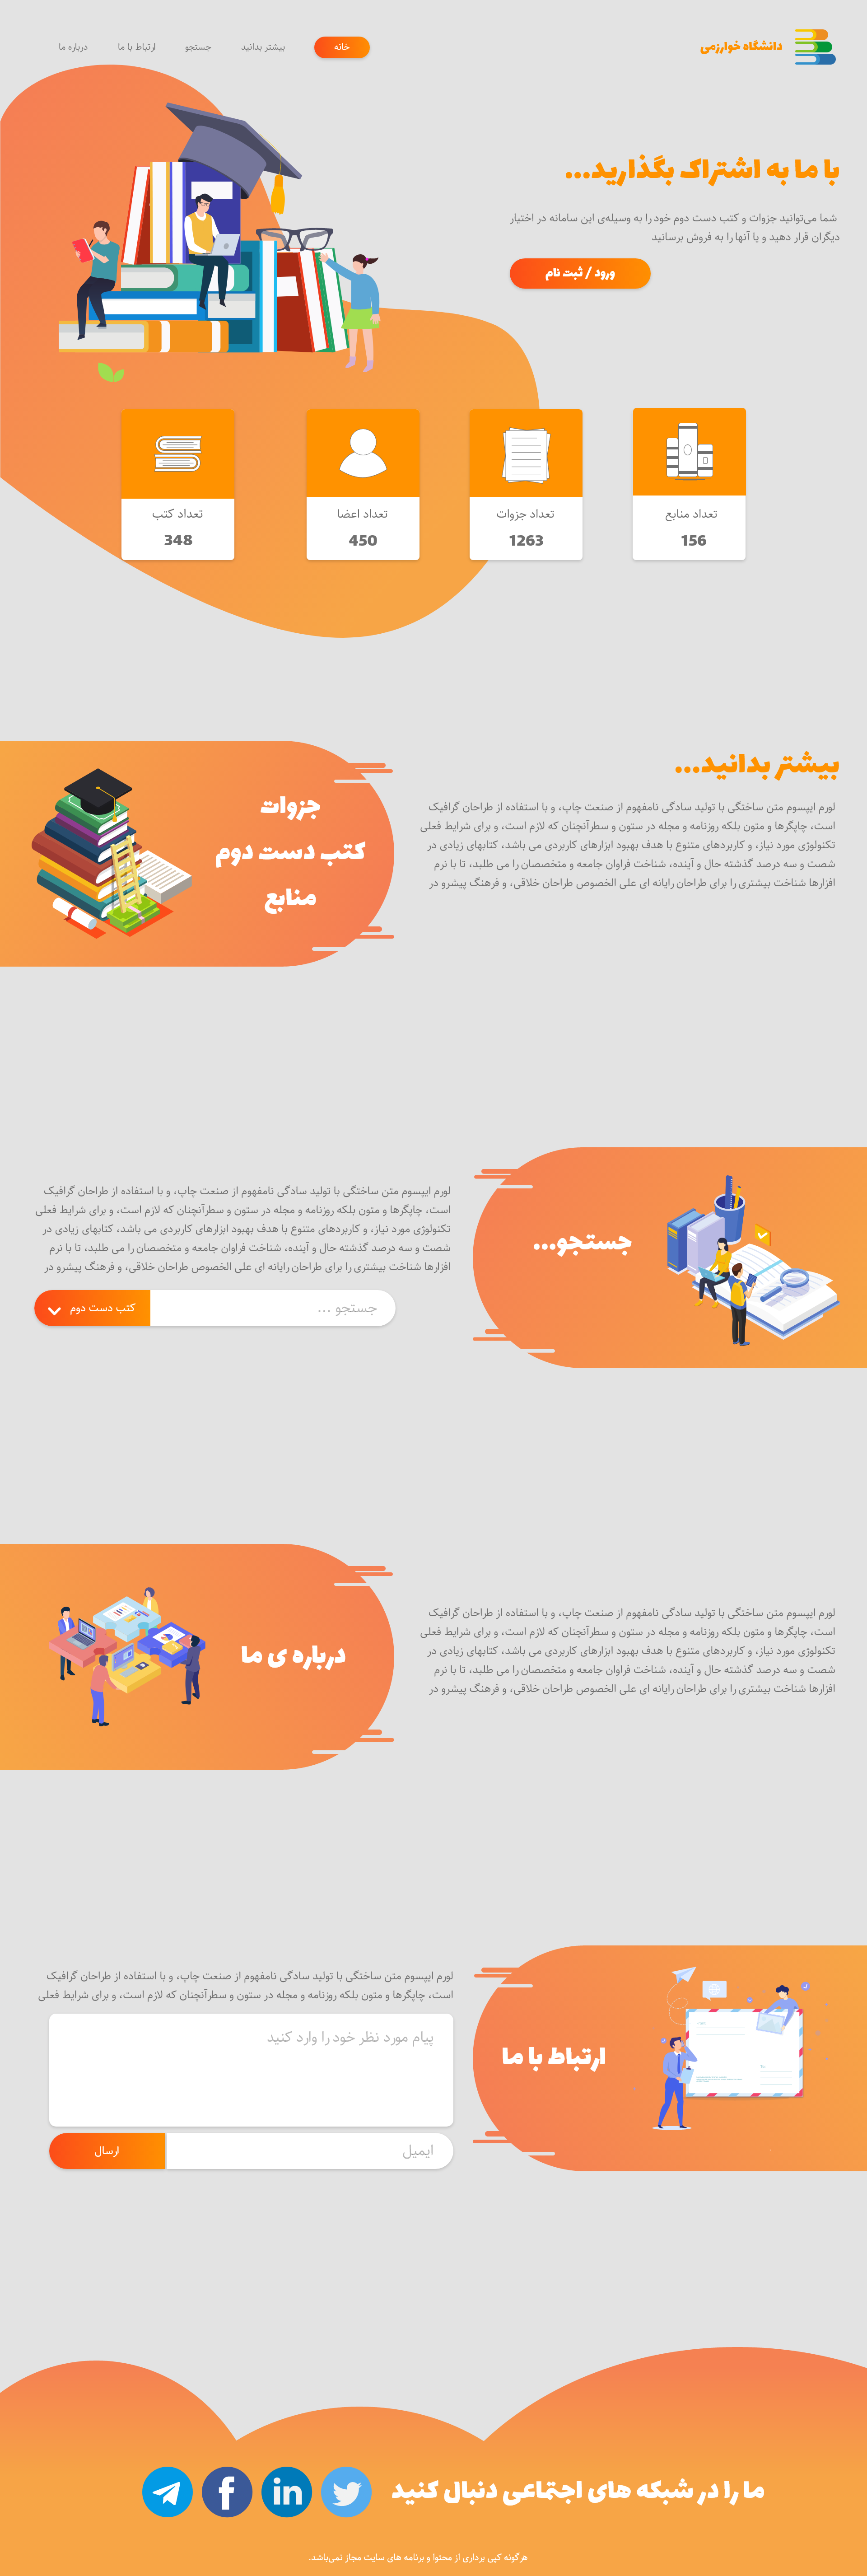 دانشگاه خوارزمی
خانه
بیشتر بدانید
جستجو
ارتباط با ما
درباره ما
با ما به اشتراک بگذارید...
شما می‌توانید جزوات و کتب دست دوم خود را به وسیله‌ی این سامانه در اختیار
دیگران قرار دهید و یا آنها را به فروش برسانید
ورود / ثبت نام
تعداد منابع
156
تعداد جزوات
1263
تعداد اعضا
450
تعداد کتب
348
بیشتر بدانید...
لورم ایپسوم متن ساختگی با تولید سادگی نامفهوم از صنعت چاپ، و با استفاده از طراحان گرافیک
است، چاپگرها و متون بلکه روزنامه و مجله در ستون و سطرآنچنان که لازم است، و برای شرایط فعلی
تکنولوژی مورد نیاز، و کاربردهای متنوع با هدف بهبود ابزارهای کاربردی می باشد، کتابهای زیادی در
شصت و سه درصد گذشته حال و آینده، شناخت فراوان جامعه و متخصصان را می طلبد، تا با نرم
افزارها شناخت بیشتری را برای طراحان رایانه ای علی الخصوص طراحان خلاقی، و فرهنگ پیشرو در
جزوات
کتب دست دوم
منابع
جستجو...
لورم ایپسوم متن ساختگی با تولید سادگی نامفهوم از صنعت چاپ، و با استفاده از طراحان گرافیک
است، چاپگرها و متون بلکه روزنامه و مجله در ستون و سطرآنچنان که لازم است، و برای شرایط فعلی
تکنولوژی مورد نیاز، و کاربردهای متنوع با هدف بهبود ابزارهای کاربردی می باشد، کتابهای زیادی در
شصت و سه درصد گذشته حال و آینده، شناخت فراوان جامعه و متخصصان را می طلبد، تا با نرم
افزارها شناخت بیشتری را برای طراحان رایانه ای علی الخصوص طراحان خلاقی، و فرهنگ پیشرو در
جستجو ...
کتب دست دوم
لورم ایپسوم متن ساختگی با تولید سادگی نامفهوم از صنعت چاپ، و با استفاده از طراحان گرافیک
است، چاپگرها و متون بلکه روزنامه و مجله در ستون و سطرآنچنان که لازم است، و برای شرایط فعلی
تکنولوژی مورد نیاز، و کاربردهای متنوع با هدف بهبود ابزارهای کاربردی می باشد، کتابهای زیادی در
شصت و سه درصد گذشته حال و آینده، شناخت فراوان جامعه و متخصصان را می طلبد، تا با نرم
افزارها شناخت بیشتری را برای طراحان رایانه ای علی الخصوص طراحان خلاقی، و فرهنگ پیشرو در
درباره ی ما
ارتباط با ما
لورم ایپسوم متن ساختگی با تولید سادگی نامفهوم از صنعت چاپ، و با استفاده از طراحان گرافیک
است، چاپگرها و متون بلکه روزنامه و مجله در ستون و سطرآنچنان که لازم است، و برای شرایط فعلی
پیام مورد نظر خود را وارد کنید
ایمیل
ارسال
ما را در شبکه های اجتماعی دنبال کنید
هرگونه کپی برداری از محتوا و برنامه های سایت مجاز نمی‌باشد.